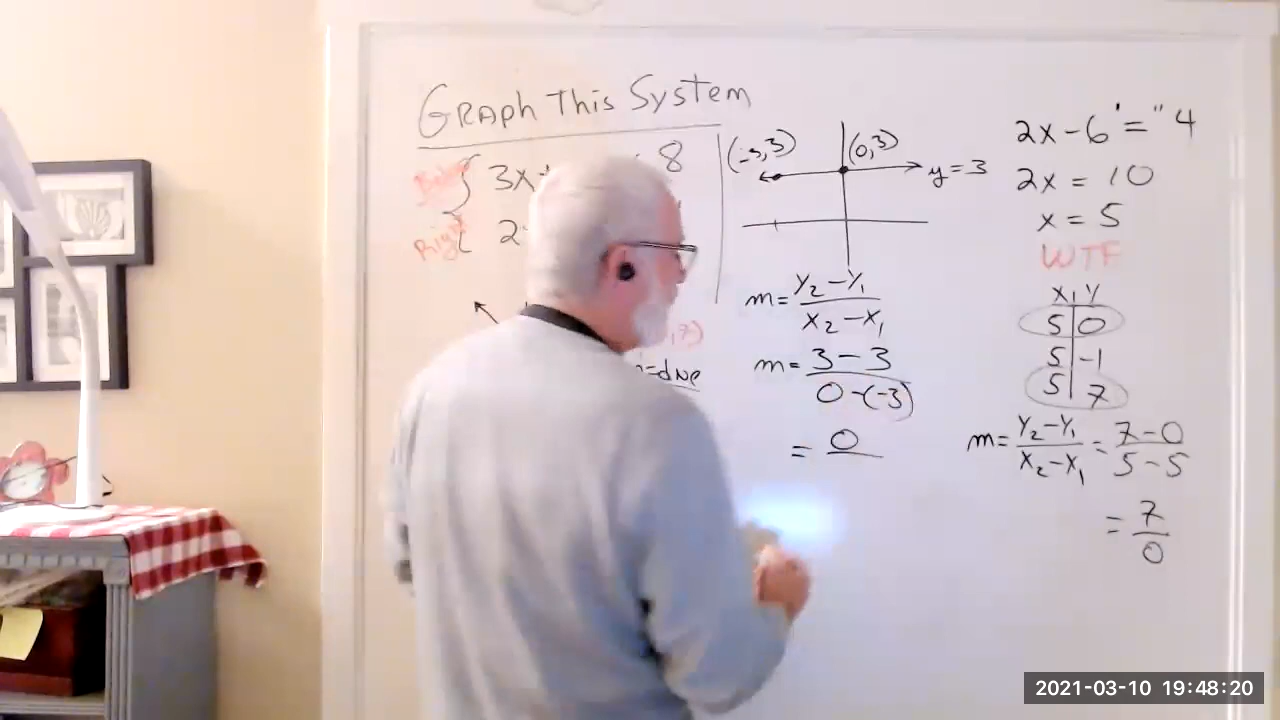 GRAPH This System
3x 8
2
Right
=dne
(-3,3) (0,3)
y=3
m= Y₂-Y₁
X₂-X₁
m= 3-3
0-(-3)
= 0
2x-6'="4
2x = 10
x = 5
WTF
X Y
5 0
5 -1
5 7
m= Y₂-Y₁ = 7-0
X₂-X₁ 5-5
= 7
0
2021-03-10 19:48:20